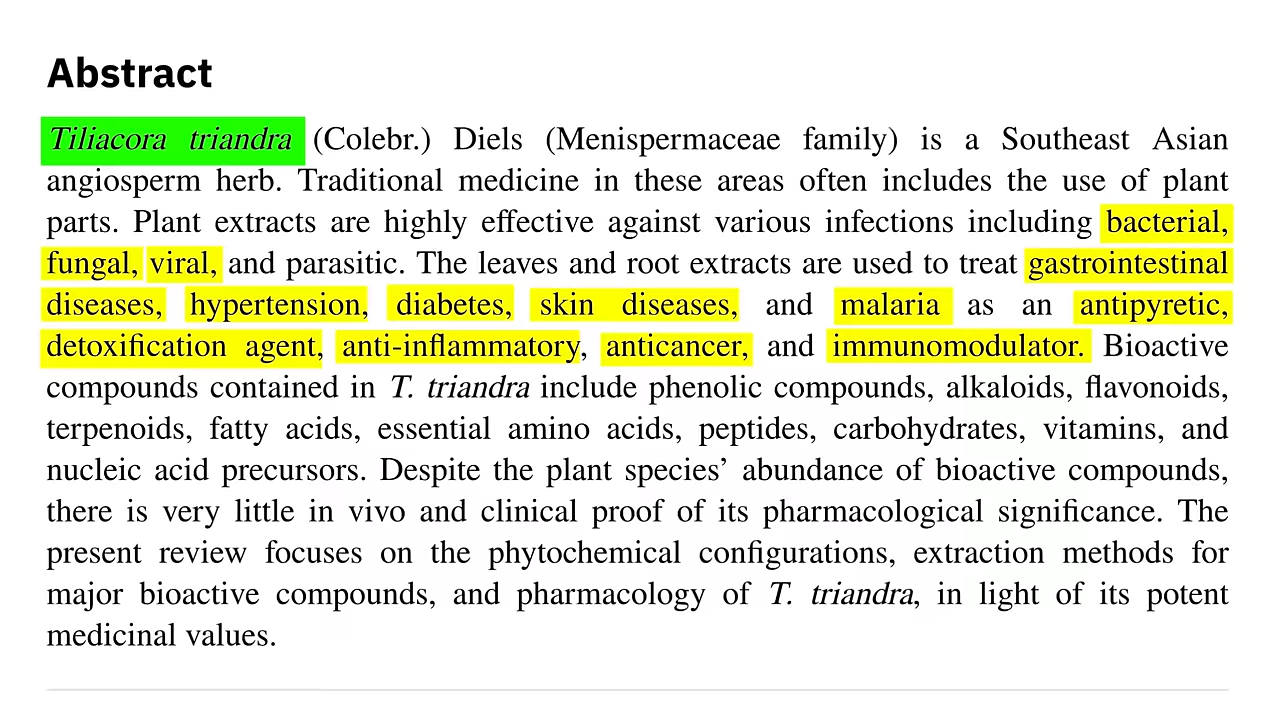 Abstract
Tiliacora triandra (Colebr.) Diels (Menispermaceae family) is a Southeast Asian
angiosperm herb. Traditional medicine in these areas often includes the use of plant
parts. Plant extracts are highly effective against various infections including bacterial,
fungal, viral, and parasitic. The leaves and root extracts are used to treat gastrointestinal
diseases, hypertension, diabetes, skin diseases, and malaria as an antipyretic,
detoxification agent, anti-inflammatory, anticancer, and immunomodulator. Bioactive
compounds contained in T. triandra include phenolic compounds, alkaloids, flavonoids,
terpenoids, fatty acids, essential amino acids, peptides, carbohydrates, vitamins, and
nucleic acid precursors. Despite the plant species’ abundance of bioactive compounds,
there is very little in vivo and clinical proof of its pharmacological significance. The
present review focuses on the phytochemical configurations, extraction methods for
major bioactive compounds, and pharmacology of T. triandra, in light of its potent
medicinal values.